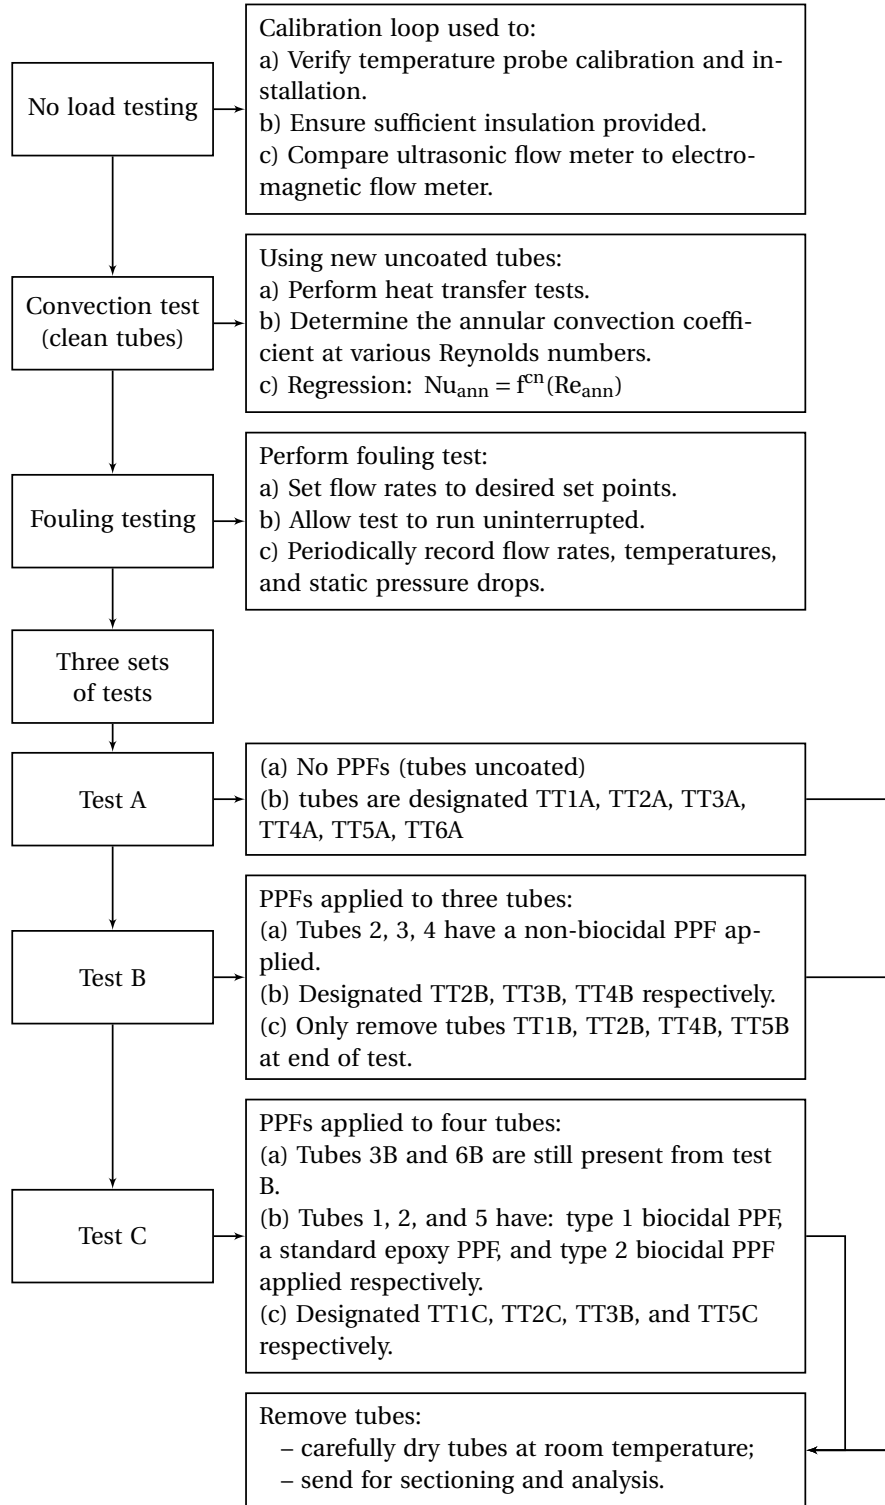 No load testing
Calibration loop used to:
a) Verify temperature probe calibration and in-
stallation.
b) Ensure sufficient insulation provided.
c) Compare ultrasonic flow meter to electro-
magnetic flow meter.
Convection test
(clean tubes)
Using new uncoated tubes:
a) Perform heat transfer tests.
b) Determine the annular convection coeffi-
cient at various Reynolds numbers.
c) Regression: Nu_ann = f^cn(Re_ann)
Fouling testing
Perform fouling test:
a) Set flow rates to desired set points.
b) Allow test to run uninterrupted.
c) Periodically record flow rates, temperatures,
and static pressure drops.
Three sets
of tests
Test A
(a) No PPFs (tubes uncoated)
(b) tubes are designated TT1A, TT2A, TT3A,
TT4A, TT5A, TT6A
Test B
PPFs applied to three tubes:
(a) Tubes 2, 3, 4 have a non-biocidal PPF ap-
plied.
(b) Designated TT2B, TT3B, TT4B respectively.
(c) Only remove tubes TT1B, TT2B, TT4B, TT5B
at end of test.
Test C
PPFs applied to four tubes:
(a) Tubes 3B and 6B are still present from test
B.
(b) Tubes 1, 2, and 5 have: type 1 biocidal PPF,
a standard epoxy PPF, and type 2 biocidal PPF
applied respectively.
(c) Designated TT1C, TT2C, TT3B, and TT5C
respectively.
Remove tubes:
– carefully dry tubes at room temperature;
– send for sectioning and analysis.